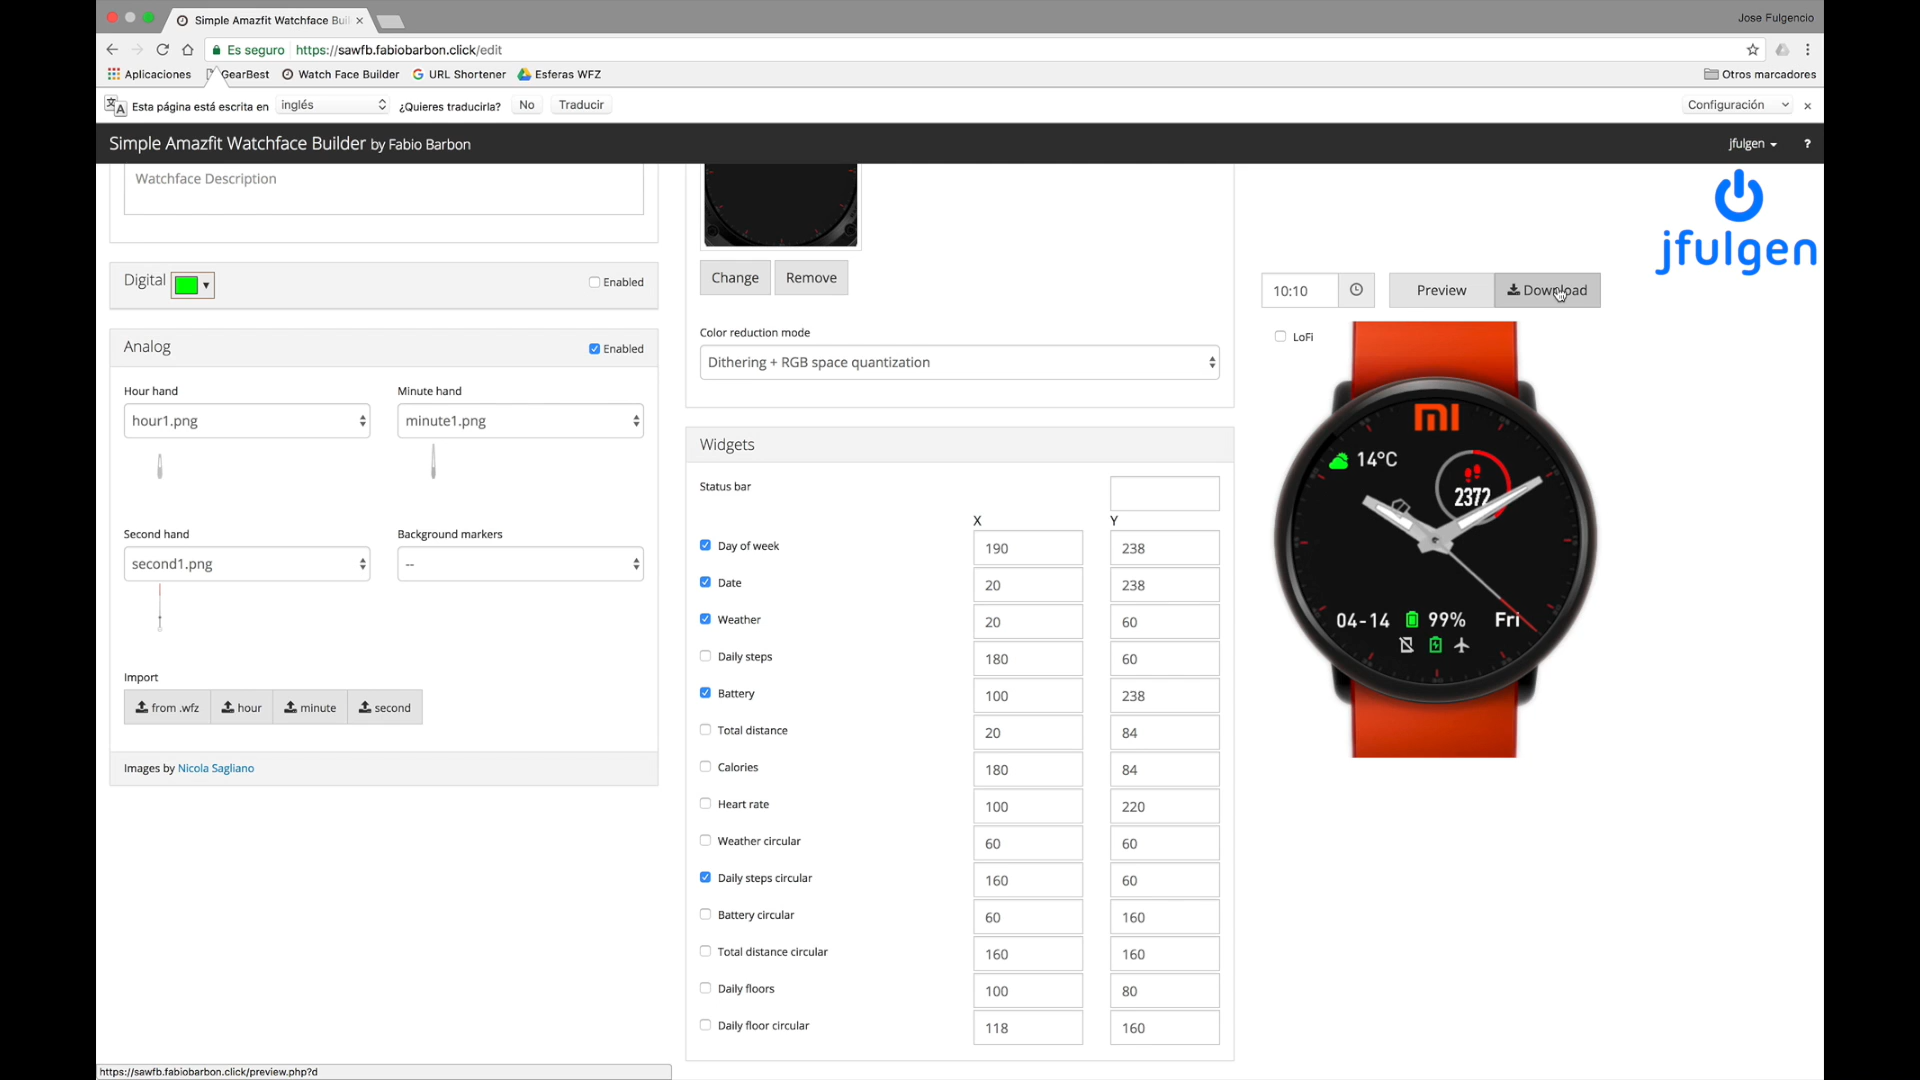 Simple Amazfit Watchface Buil
Jose Fulgencio
Es seguro https://sawfb.fabiobarbon.click/edit
Aplicaciones GearBest Watch Face Builder URL Shortener Esferas WFZ Otros marcadores
Esta página está escrita en inglés ¿Quieres traducirla? No Traducir Configuración
Simple Amazfit Watchface Builder by Fabio Barbon jfulgen ?
Watchface Description
Digital Enabled
Analog Enabled
Hour hand Minute hand
hour1.png minute1.png
Second hand Background markers
second1.png --
Import
from .wfz hour minute second
Images by Nicola Sagliano
Change Remove
Color reduction mode
Dithering + RGB space quantization
Widgets
Status bar
X Y
Day of week 190 238
Date 20 238
Weather 20 60
Daily steps 180 60
Battery 100 238
Total distance 20 84
Calories 180 84
Heart rate 100 220
Weather circular 60 60
Daily steps circular 160 60
Battery circular 60 160
Total distance circular 160 160
Daily floors 100 80
Daily floor circular 118 160
jfulgen
10:10 Preview Download
LoFi
mi
14°C
2372
04-14 99% Fri
https://sawfb.fabiobarbon.click/preview.php?d